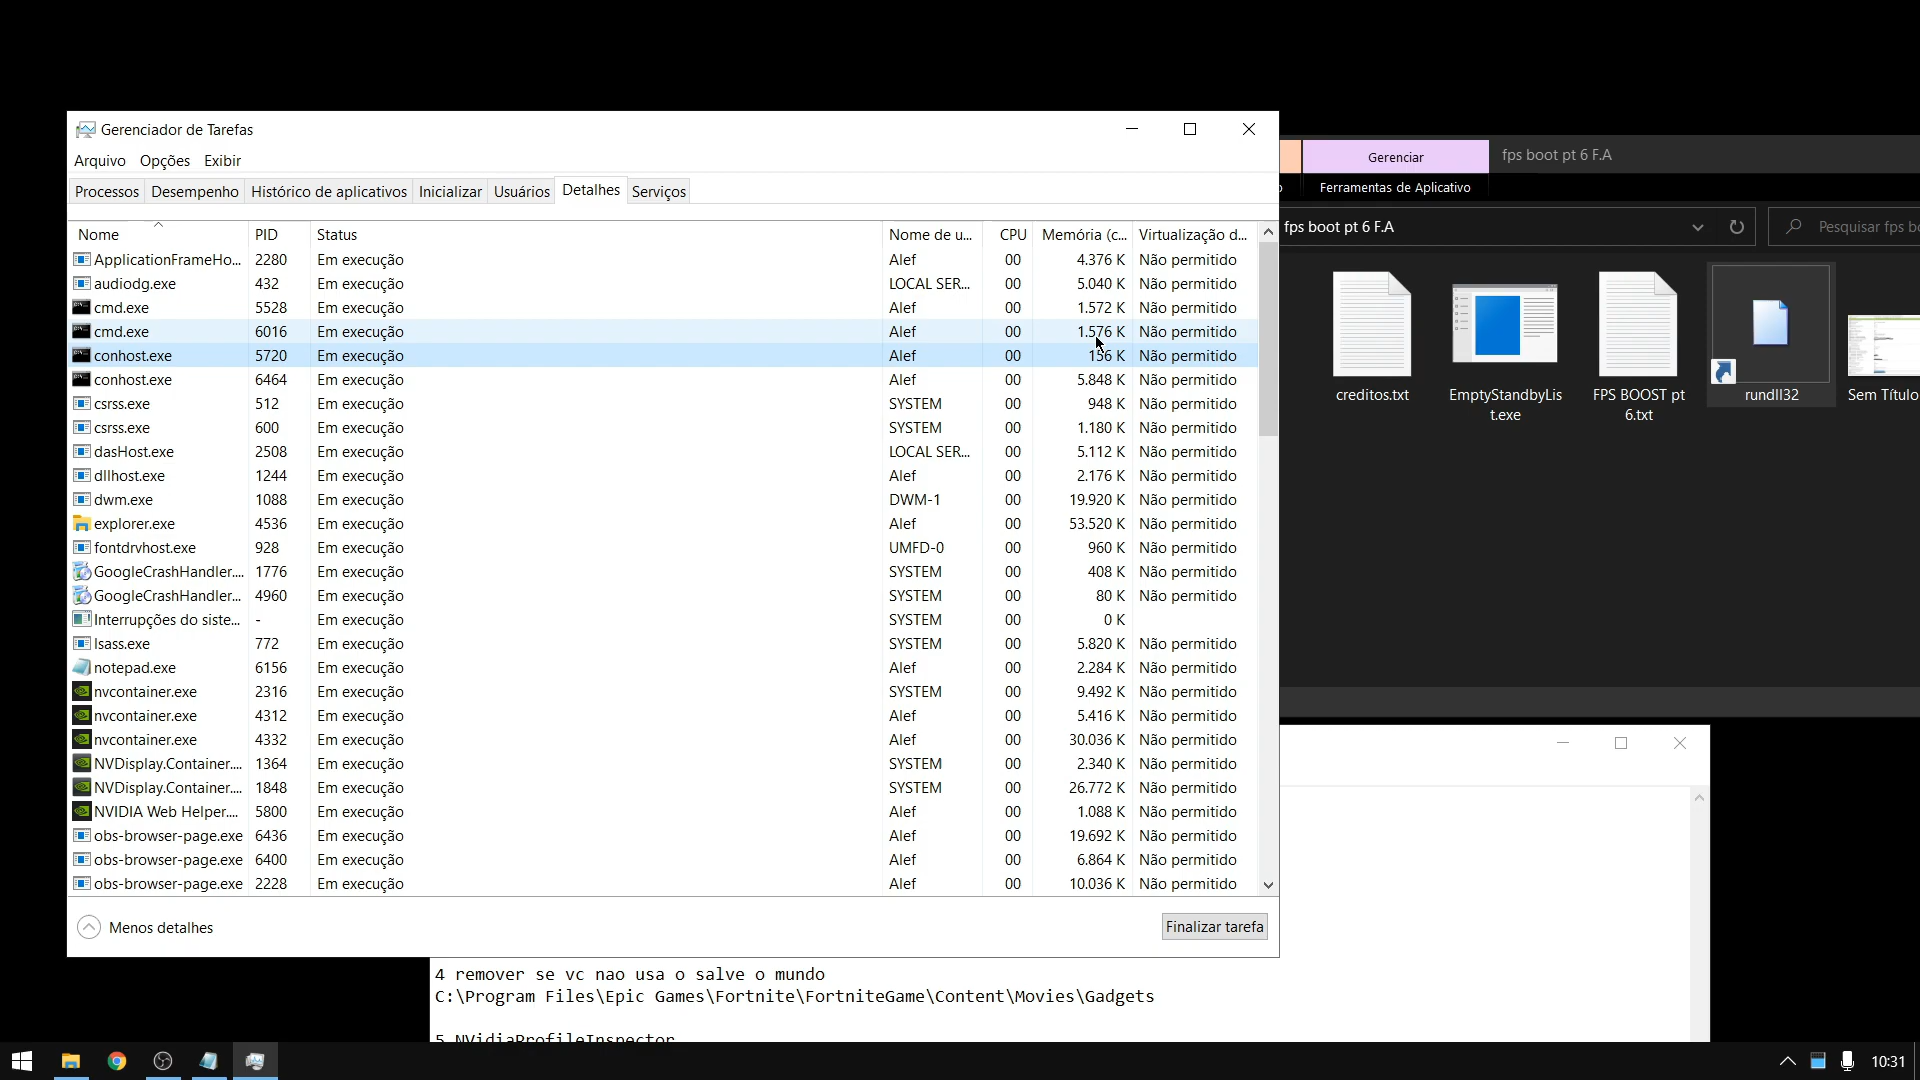 Gerenciador de Tarefas
Arquivo Opções Exibir
Processos Desempenho Histórico de aplicativos Inicializar Usuários Detalhes Serviços
Nome PID Status Nome de u... CPU Memória (c... Virtualização d...
ApplicationFrameHo... 2280 Em execução Alef 00 4.376 K Não permitido
audiodg.exe 432 Em execução LOCAL SER... 00 5.040 K Não permitido
cmd.exe 5528 Em execução Alef 00 1.572 K Não permitido
cmd.exe 6016 Em execução Alef 00 1.576 K Não permitido
conhost.exe 5720 Em execução Alef 00 156 K Não permitido
conhost.exe 6464 Em execução Alef 00 5.848 K Não permitido
csrss.exe 512 Em execução SYSTEM 00 948 K Não permitido
csrss.exe 600 Em execução SYSTEM 00 1.180 K Não permitido
dasHost.exe 2508 Em execução LOCAL SER... 00 5.112 K Não permitido
dllhost.exe 1244 Em execução Alef 00 2.176 K Não permitido
dwm.exe 1088 Em execução DWM-1 00 19.920 K Não permitido
explorer.exe 4536 Em execução Alef 00 53.520 K Não permitido
fontdrvhost.exe 928 Em execução UMFD-0 00 960 K Não permitido
GoogleCrashHandler.... 1776 Em execução SYSTEM 00 408 K Não permitido
GoogleCrashHandler... 4960 Em execução SYSTEM 00 80 K Não permitido
Interrupções do siste... - Em execução SYSTEM 00 0 K
lsass.exe 772 Em execução SYSTEM 00 5.820 K Não permitido
notepad.exe 6156 Em execução Alef 00 2.284 K Não permitido
nvcontainer.exe 2316 Em execução SYSTEM 00 9.492 K Não permitido
nvcontainer.exe 4312 Em execução Alef 00 5.416 K Não permitido
nvcontainer.exe 4332 Em execução Alef 00 30.036 K Não permitido
NVDisplay.Container.... 1364 Em execução SYSTEM 00 2.340 K Não permitido
NVDisplay.Container.... 1848 Em execução SYSTEM 00 26.772 K Não permitido
NVIDIA Web Helper.... 5800 Em execução Alef 00 1.088 K Não permitido
obs-browser-page.exe 6436 Em execução Alef 00 19.692 K Não permitido
obs-browser-page.exe 6400 Em execução Alef 00 6.864 K Não permitido
obs-browser-page.exe 2228 Em execução Alef 00 10.036 K Não permitido
Menos detalhes
Finalizar tarefa
Gerenciar
fps boot pt 6 F.A
Ferramentas de Aplicativo
fps boot pt 6 F.A
Pesquisar fps bo
creditos.txt
EmptyStandbyLis
t.exe
FPS BOOST pt
6.txt
rundll32
Sem Título
4 remover se vc nao usa o salve o mundo
C:\Program Files\Epic Games\Fortnite\FortniteGame\Content\Movies\Gadgets
5 NVidiaProfileInspector
10:31